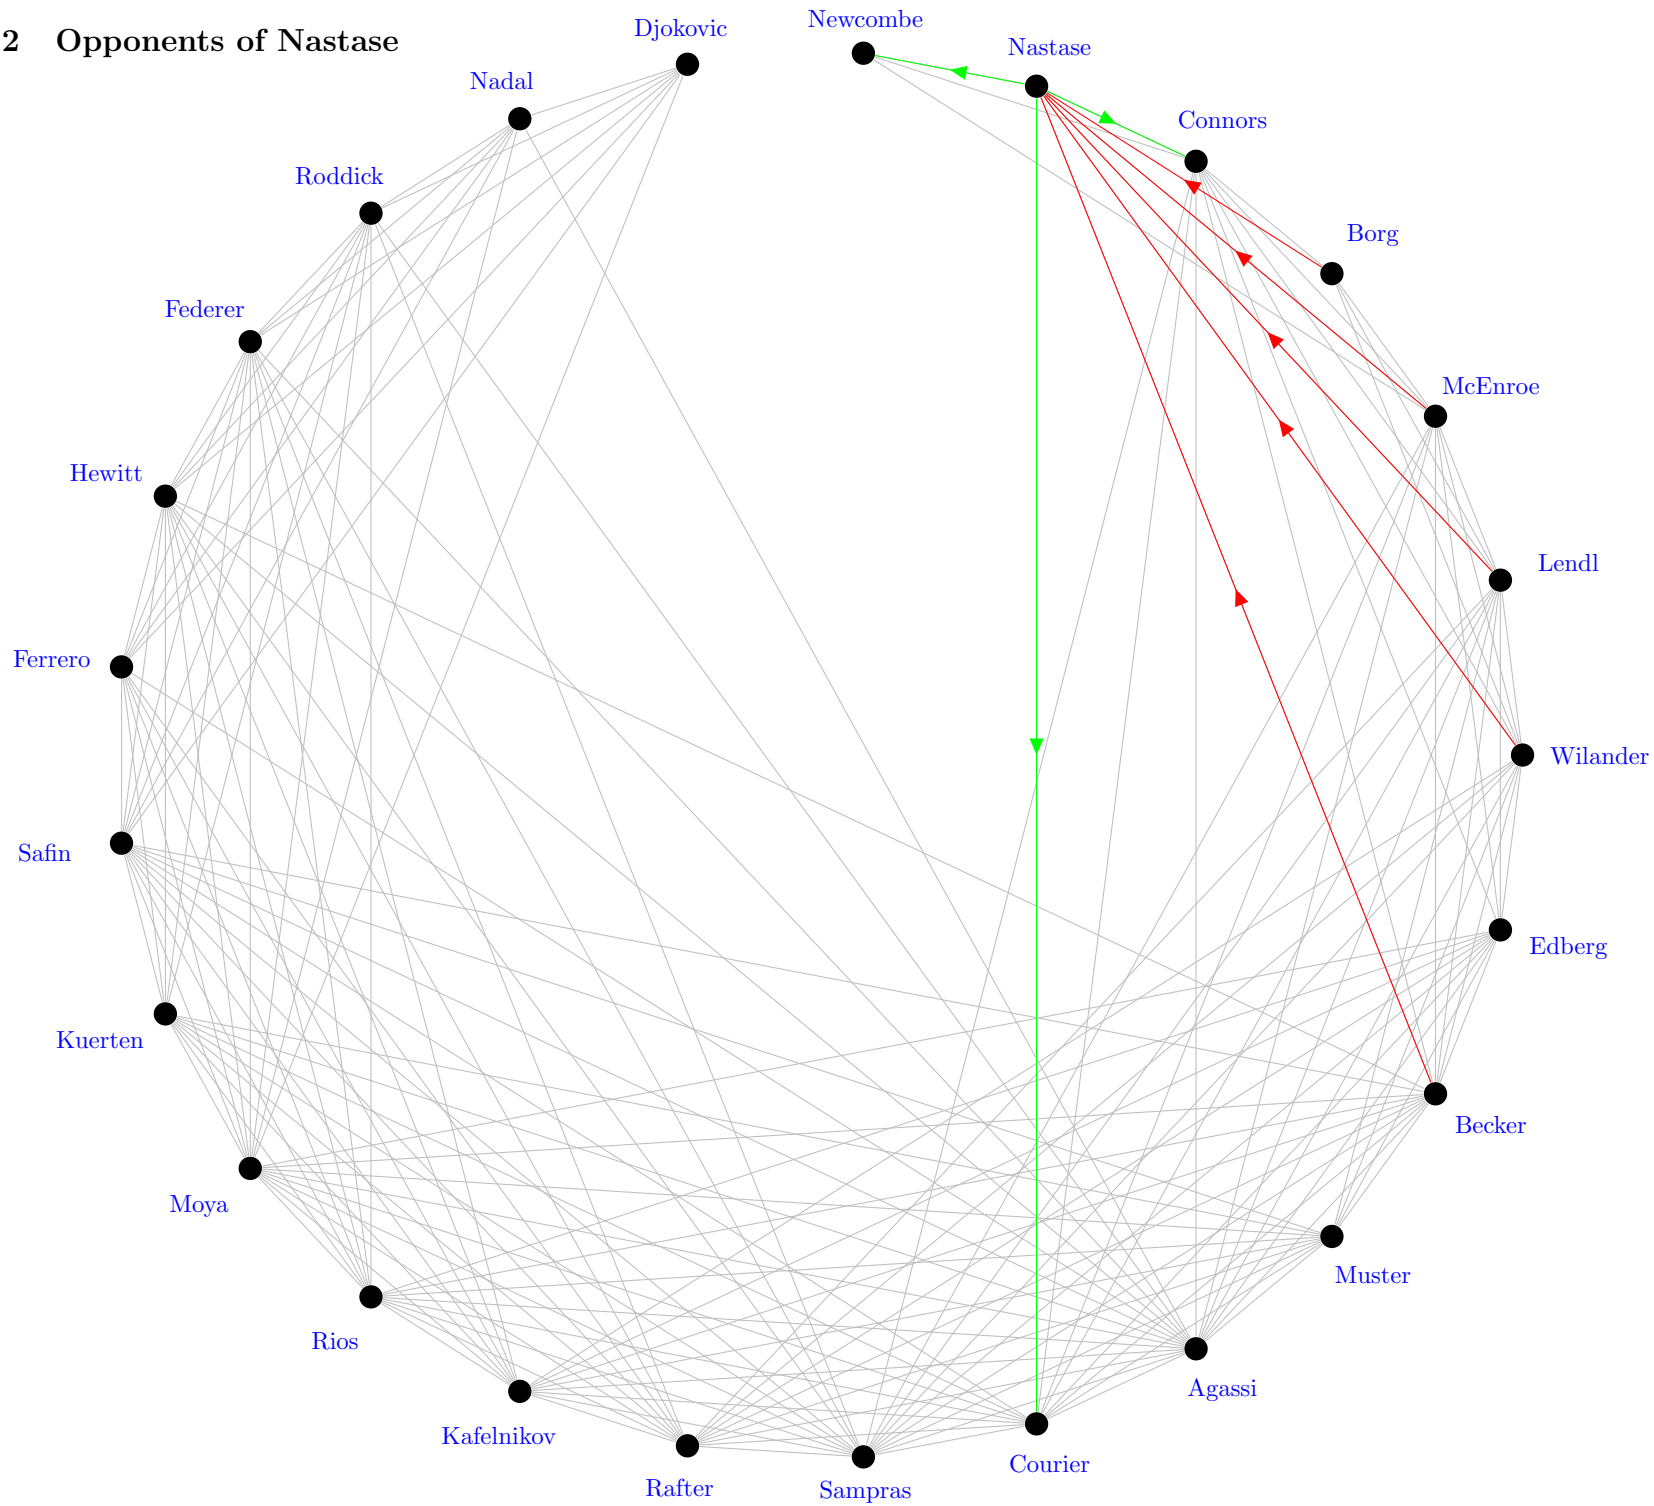 2 Opponents of Nastase
Newcombe
Nastase
Connors
Borg
McEnroe
Lendl
Wilander
Edberg
Becker
Muster
Agassi
Courier
Sampras
Rafter
Kafelnikov
Rios
Moya
Kuerten
Safin
Ferrero
Hewitt
Federer
Roddick
Nadal
Djokovic